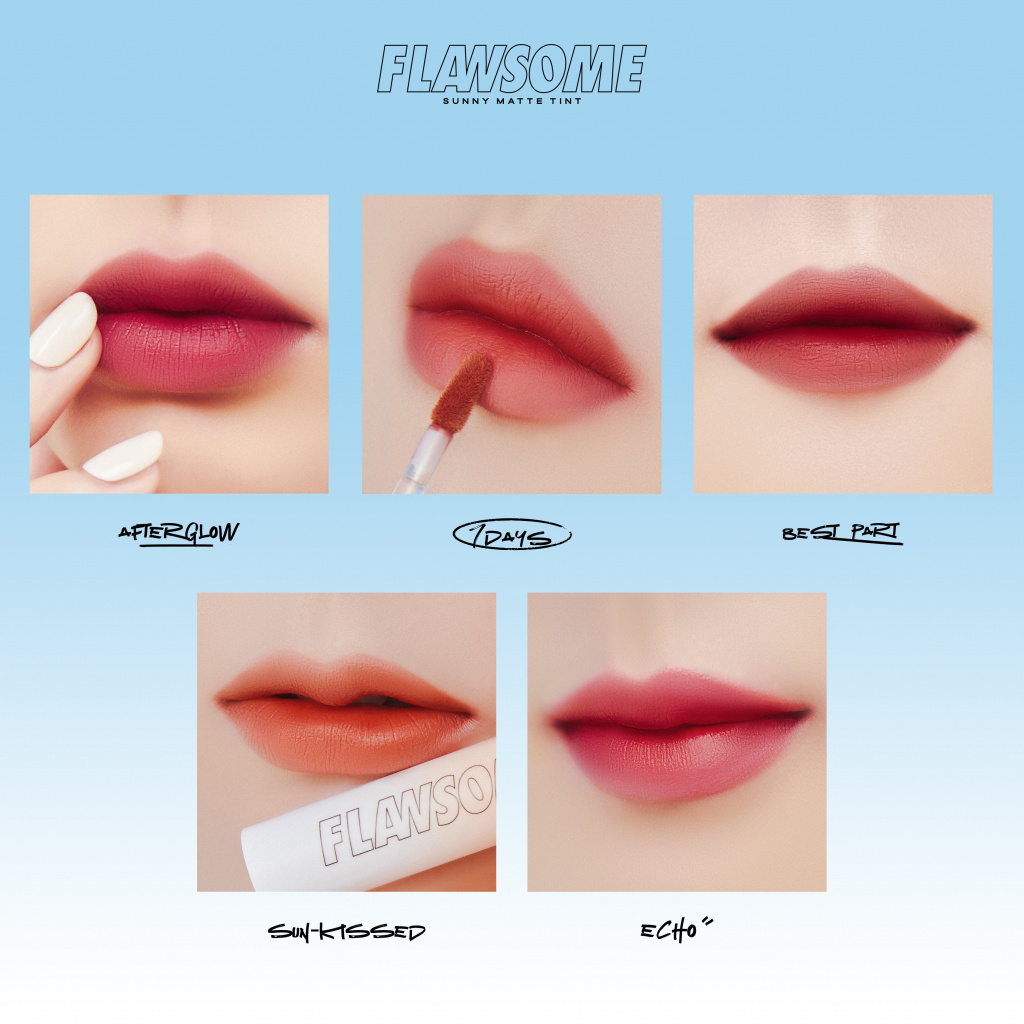 FLAWSOME
SUNNY MATTE TINT
AFTERGLOW
7DAYS
BEST PART
FLAWSO
SUN-KISSED
ECHO"